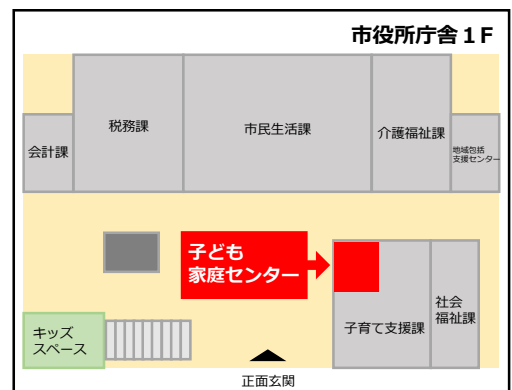 市役所庁舎１F
税務課
市民生活課
介護福祉課
会計課
地域包括
支援センター
子ども
家庭センター
社会
福祉課
子育て支援課
キッズ
スペース
正面玄関